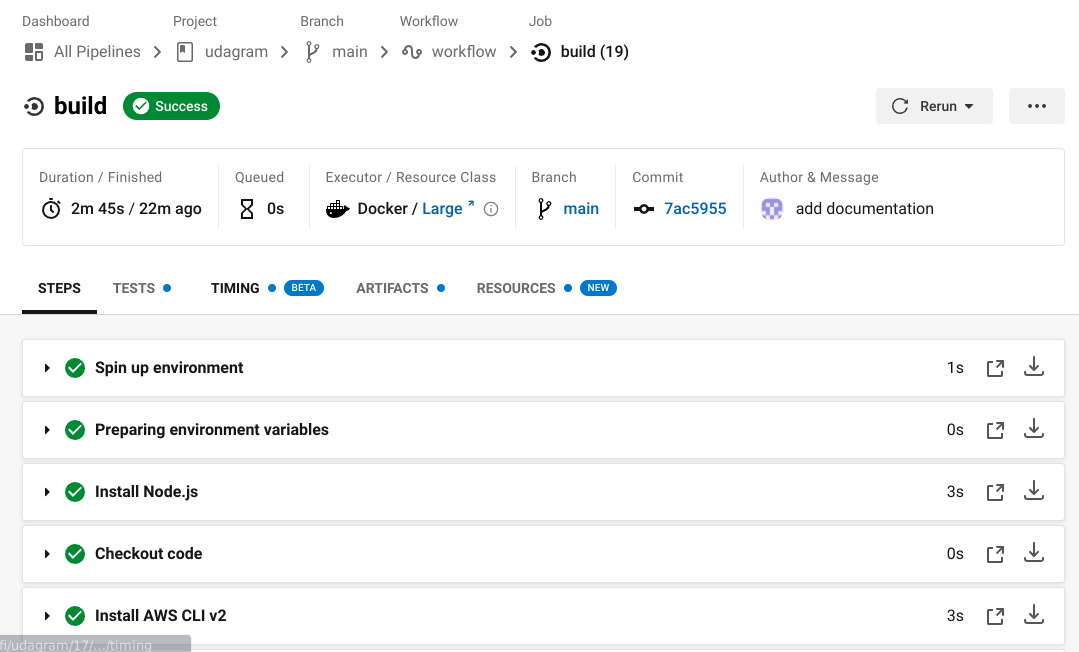 Dashboard Project Branch Workflow Job
All Pipelines udagram main workflow build (19)
build Success Rerun
Duration / Finished Queued Executor / Resource Class Branch Commit Author & Message
2m 45s / 22m ago 0s Docker / Large main 7ac5955 add documentation
STEPS TESTS TIMING BETA ARTIFACTS RESOURCES NEW
Spin up environment 1s
Preparing environment variables 0s
Install Node.js 3s
Checkout code 0s
Install AWS CLI v2 3s
fi/udagram/17/.../timing